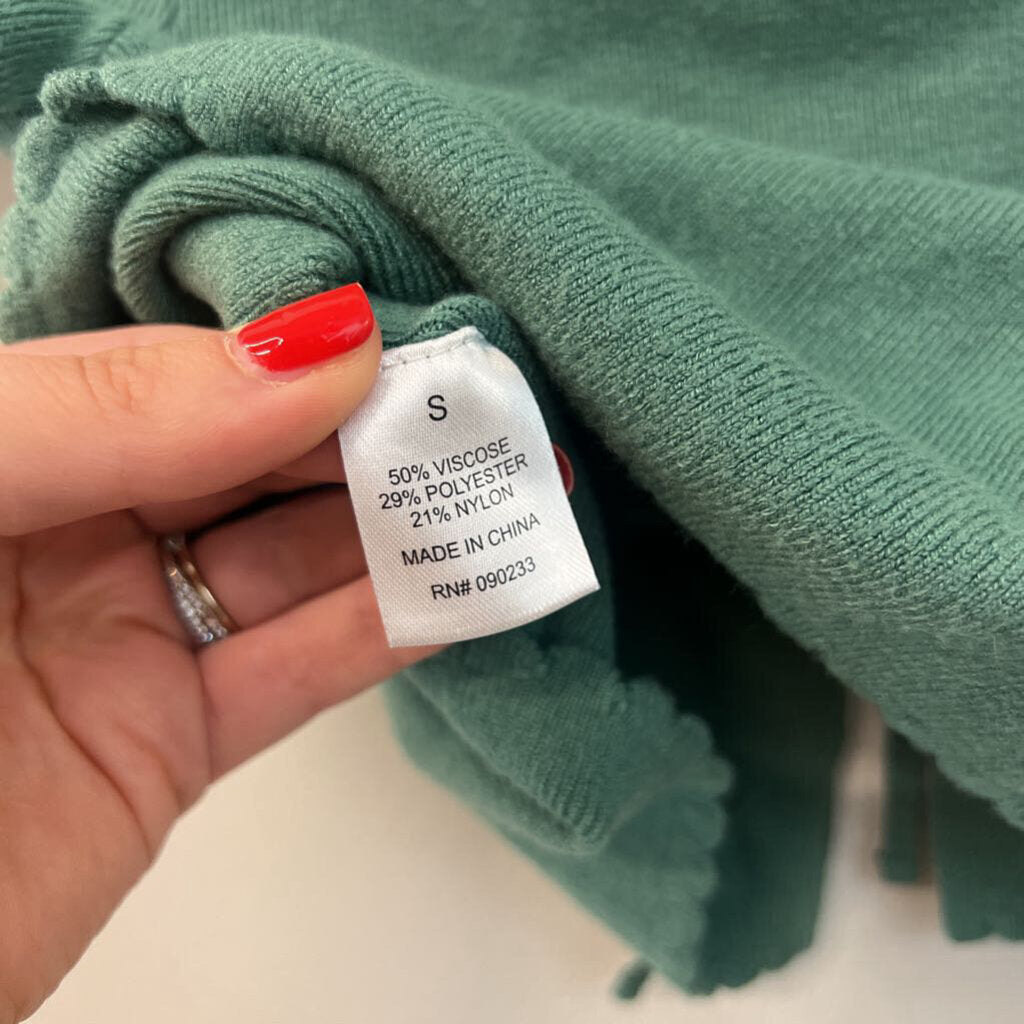 S
50% VISCOSE
29% POLYESTER
21% NYLON
MADE IN CHINA
RN# 090233